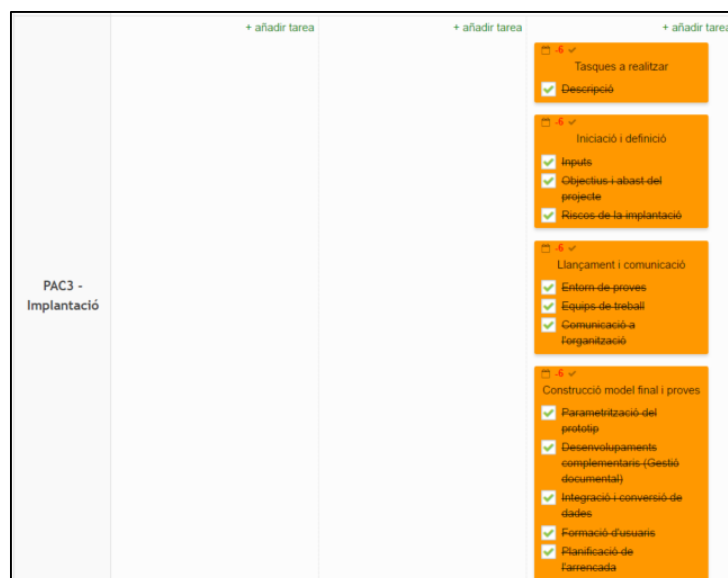 + añadir tarea
+ añadir tarea
+ añadir tarea
PAC3 -
Implantació
-6
Tasques a realitzar
Descripció
-6
Iniciació i definició
Inputs
Objectius i abast del
projecte
Riscos de la implantació
-6
Llançament i comunicació
Entorn de proves
Equips de treball
Comunicació a
l'organització
-6
Construcció model final i proves
Parametrització del
prototip
Desenvolupaments
complementaris (Gestió
documental)
Integració i conversió de
dades
Formació d'usuaris
Planificació de
l'arrencada